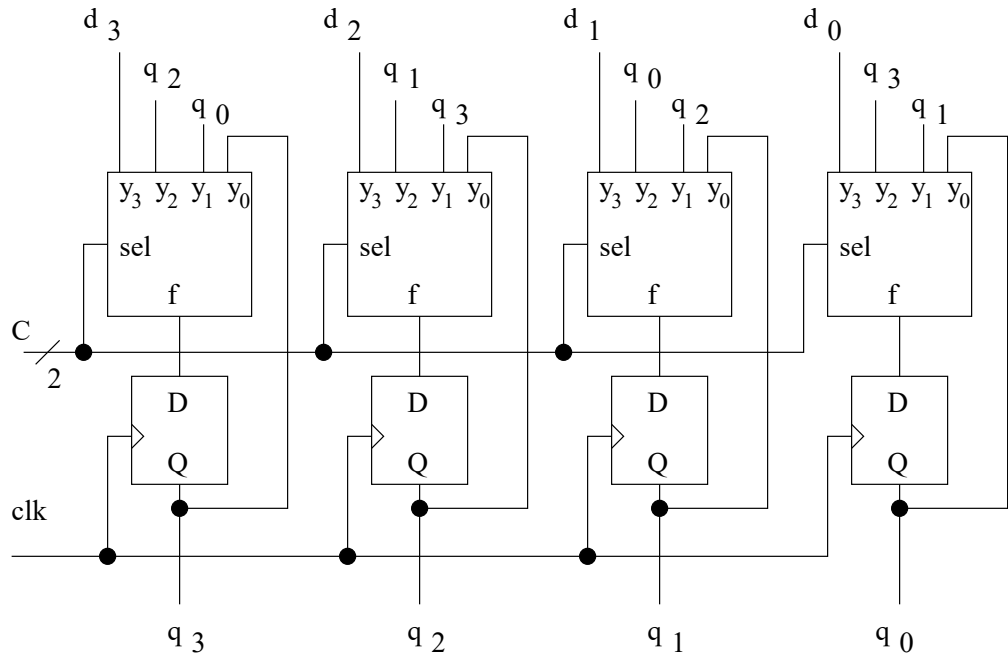 d3 d2 d1 d0
q2 q1 q0 q3
q0 q3 q2 q1
y3 y2 y1 y0 y3 y2 y1 y0 y3 y2 y1 y0 y3 y2 y1 y0
sel sel sel sel
f f f f
C
2
D D D D
Q Q Q Q
clk
q3 q2 q1 q0